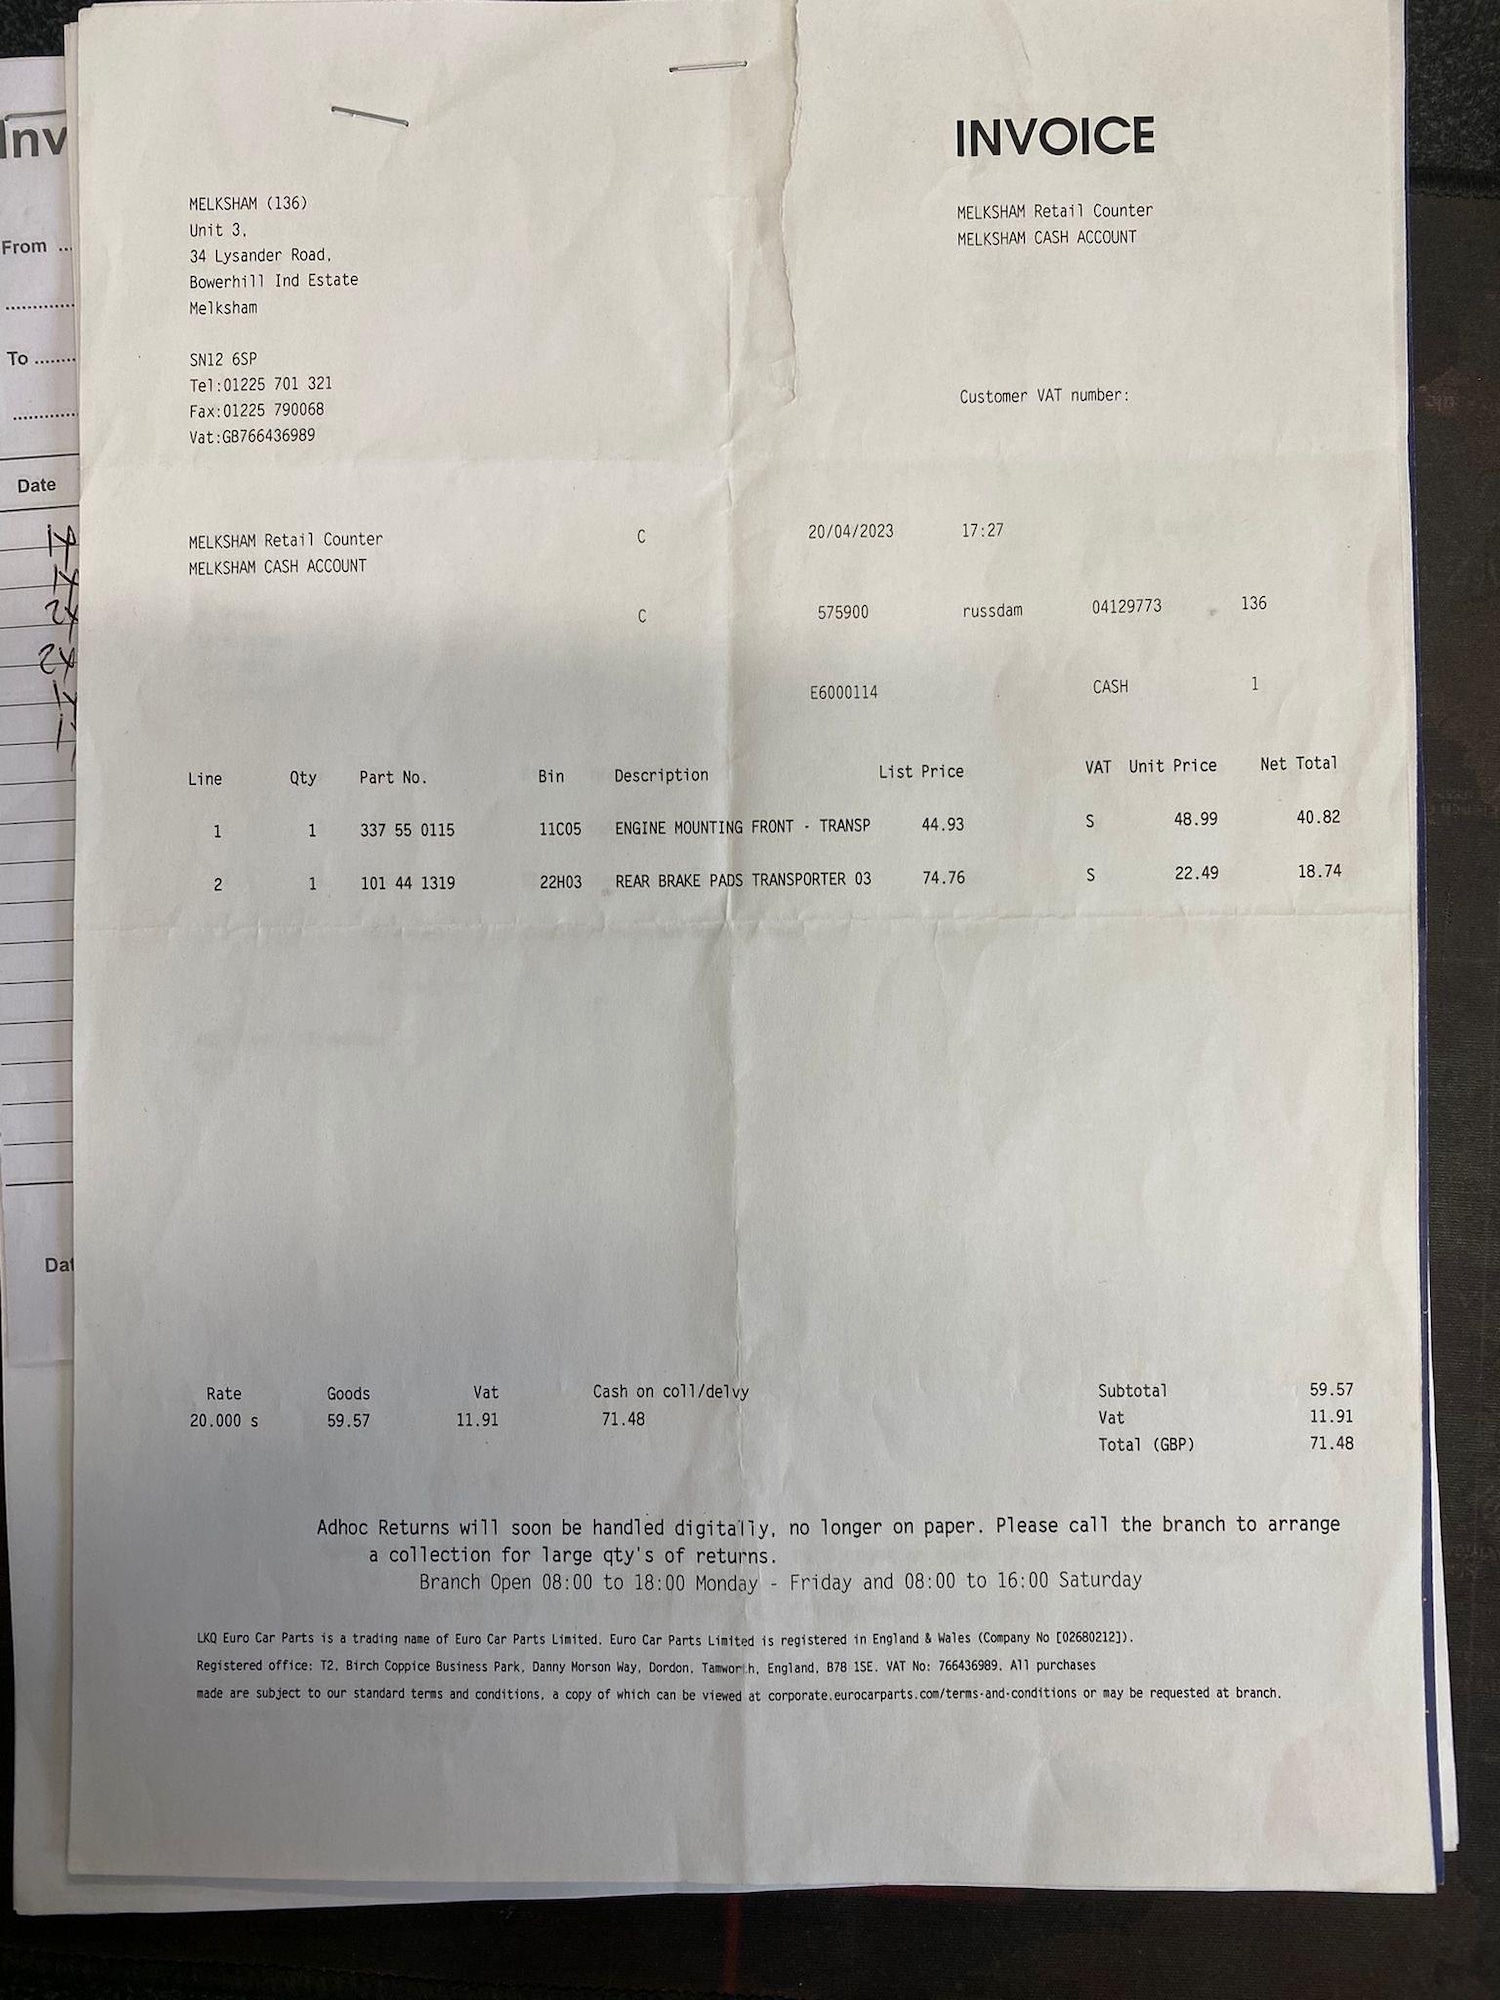 INVOICE
MELKSHAM (136)
Unit 3,
34 Lysander Road,
Bowerhill Ind Estate
Melksham
SN12 6SP
Tel:01225 701 321
Fax:01225 790068
Vat:GB766436989
MELKSHAM Retail Counter
MELKSHAM CASH ACCOUNT
Customer VAT number:
MELKSHAM Retail Counter C 20/04/2023 17:27
MELKSHAM CASH ACCOUNT
C 575900 russdam 04129773 136
E6000114 CASH 1
Line Qty Part No. Bin Description List Price VAT Unit Price Net Total
1 1 337 55 0115 11C05 ENGINE MOUNTING FRONT - TRANSP 44.93 S 48.99 40.82
2 1 101 44 1319 22H03 REAR BRAKE PADS TRANSPORTER 03 74.76 S 22.49 18.74
Rate Goods Vat Cash on coll/delvy Subtotal 59.57
20.000 s 59.57 11.91 71.48 Vat 11.91
Total (GBP) 71.48
Adhoc Returns will soon be handled digitally, no longer on paper. Please call the branch to arrange
a collection for large qty's of returns.
Branch Open 08:00 to 18:00 Monday - Friday and 08:00 to 16:00 Saturday
LKQ Euro Car Parts is a trading name of Euro Car Parts Limited. Euro Car Parts Limited is registered in England & Wales (Company No [02680212]).
Registered office: T2, Birch Coppice Business Park, Danny Morson Way, Dordon, Tamworth, England, B78 1SE. VAT No: 766436989. All purchases
made are subject to our standard terms and conditions, a copy of which can be viewed at corporate.eurocarparts.com/terms-and-conditions or may be requested at branch.
Inv
From ...
To ........
Date
1x
1x
2x
2x
1x
Dat